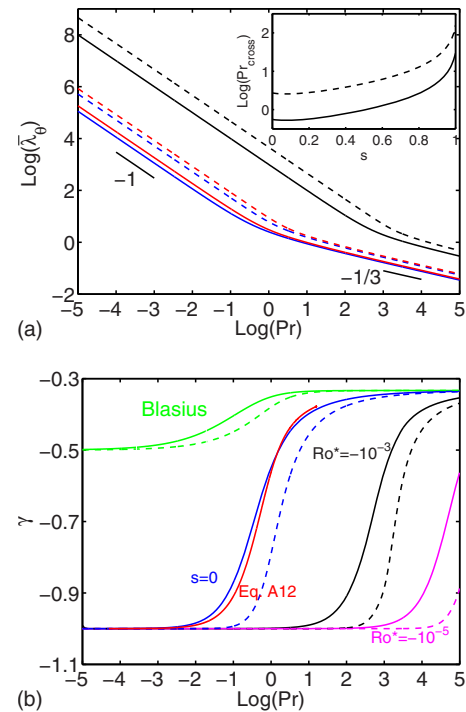 8
6
4
2
0
−2
Log(λ̄_θ)
−5 −4 −3 −2 −1 0 1 2 3 4 5
Log(Pr)
−1
−1/3
2
1
0
Log(Pr_cross)
0 0.2 0.4 0.6 0.8 1
s
(a)
−0.3
−0.5
−0.7
−0.9
−1.1
γ
Blasius
Ro*=−10⁻³
s=0
Eq. A12
Ro*=−10⁻⁵
−5 −4 −3 −2 −1 0 1 2 3 4 5
Log(Pr)
(b)